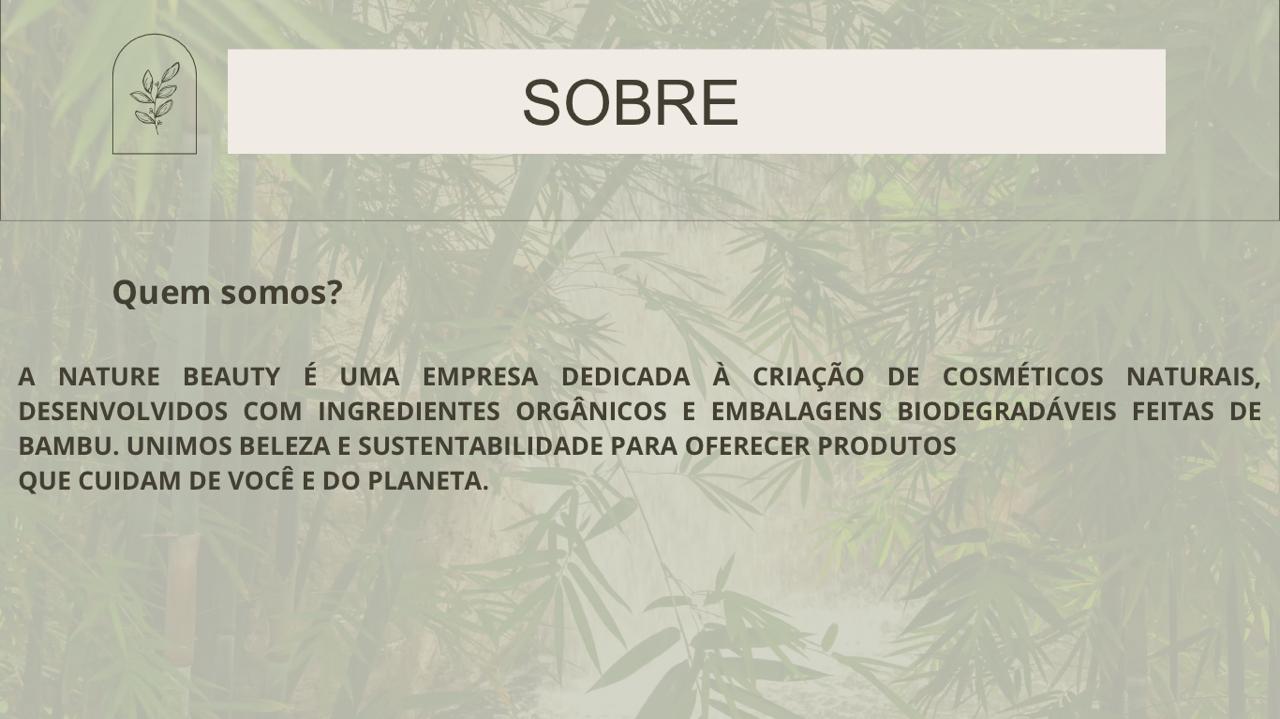 SOBRE
Quem somos?
A NATURE BEAUTY É UMA EMPRESA DEDICADA À CRIAÇÃO DE COSMÉTICOS NATURAIS,
DESENVOLVIDOS COM INGREDIENTES ORGÂNICOS E EMBALAGENS BIODEGRADÁVEIS FEITAS DE
BAMBU. UNIMOS BELEZA E SUSTENTABILIDADE PARA OFERECER PRODUTOS
QUE CUIDAM DE VOCÊ E DO PLANETA.